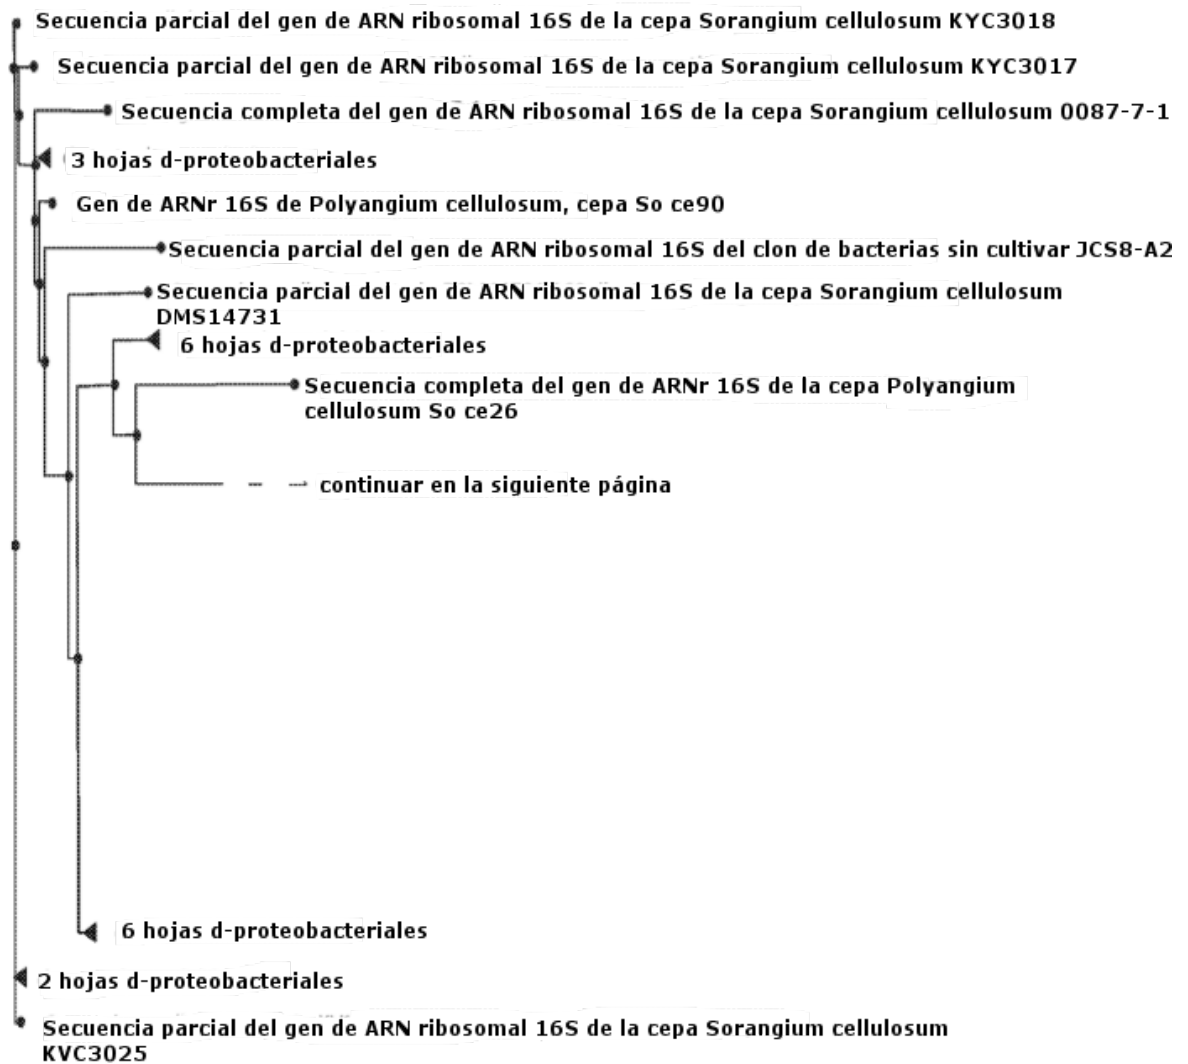 Secuencia parcial del gen de ARN ribosomal 16S de la cepa Sorangium cellulosum KYC3018
Secuencia parcial del gen de ARN ribosomal 16S de la cepa Sorangium cellulosum KYC3017
Secuencia completa del gen de ARN ribosomal 16S de la cepa Sorangium cellulosum 0087-7-1
3 hojas d-proteobacteriales
Gen de ARNr 16S de Polyangium cellulosum, cepa So ce90
Secuencia parcial del gen de ARN ribosomal 16S del clon de bacterias sin cultivar JCS8-A2
Secuencia parcial del gen de ARN ribosomal 16S de la cepa Sorangium cellulosum
DMS14731
6 hojas d-proteobacteriales
Secuencia completa del gen de ARNr 16S de la cepa Polyangium
cellulosum So ce26
continuar en la siguiente página
6 hojas d-proteobacteriales
2 hojas d-proteobacteriales
Secuencia parcial del gen de ARN ribosomal 16S de la cepa Sorangium cellulosum
KVC3025